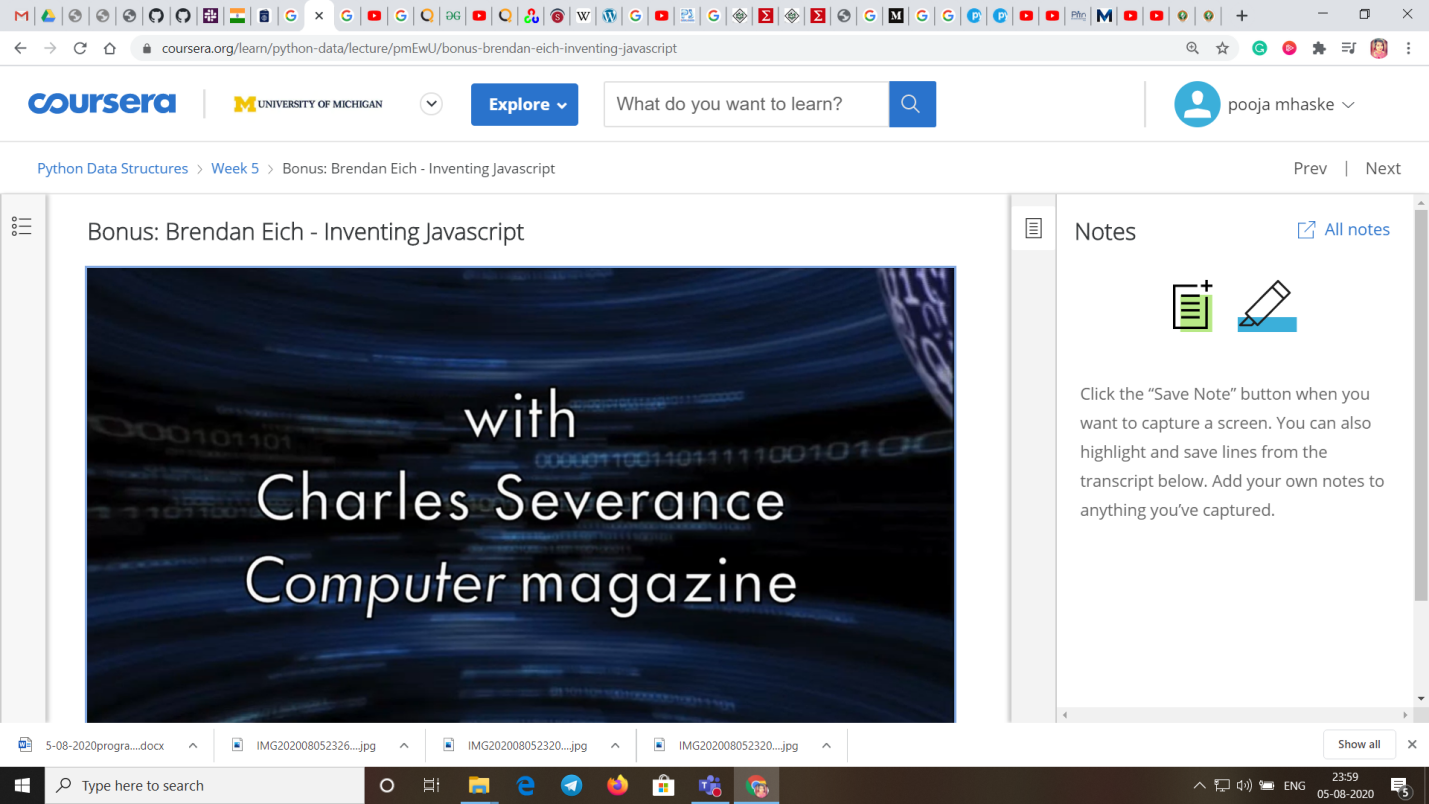 coursera.org/learn/python-data/lecture/pmEwU/bonus-brendan-eich-inventing-javascript
coursera
M UNIVERSITY OF MICHIGAN
Explore
What do you want to learn?
pooja mhaske
Python Data Structures > Week 5 > Bonus: Brendan Eich - Inventing Javascript
Prev | Next
Bonus: Brendan Eich - Inventing Javascript
with
Charles Severance
Computer magazine
Notes
All notes
Click the “Save Note” button when you
want to capture a screen. You can also
highlight and save lines from the
transcript below. Add your own notes to
anything you’ve captured.
5-08-2020progra....docx
IMG202008052326....jpg
IMG202008052320....jpg
IMG202008052320....jpg
Show all
Type here to search
ENG
23:59
05-08-2020
5